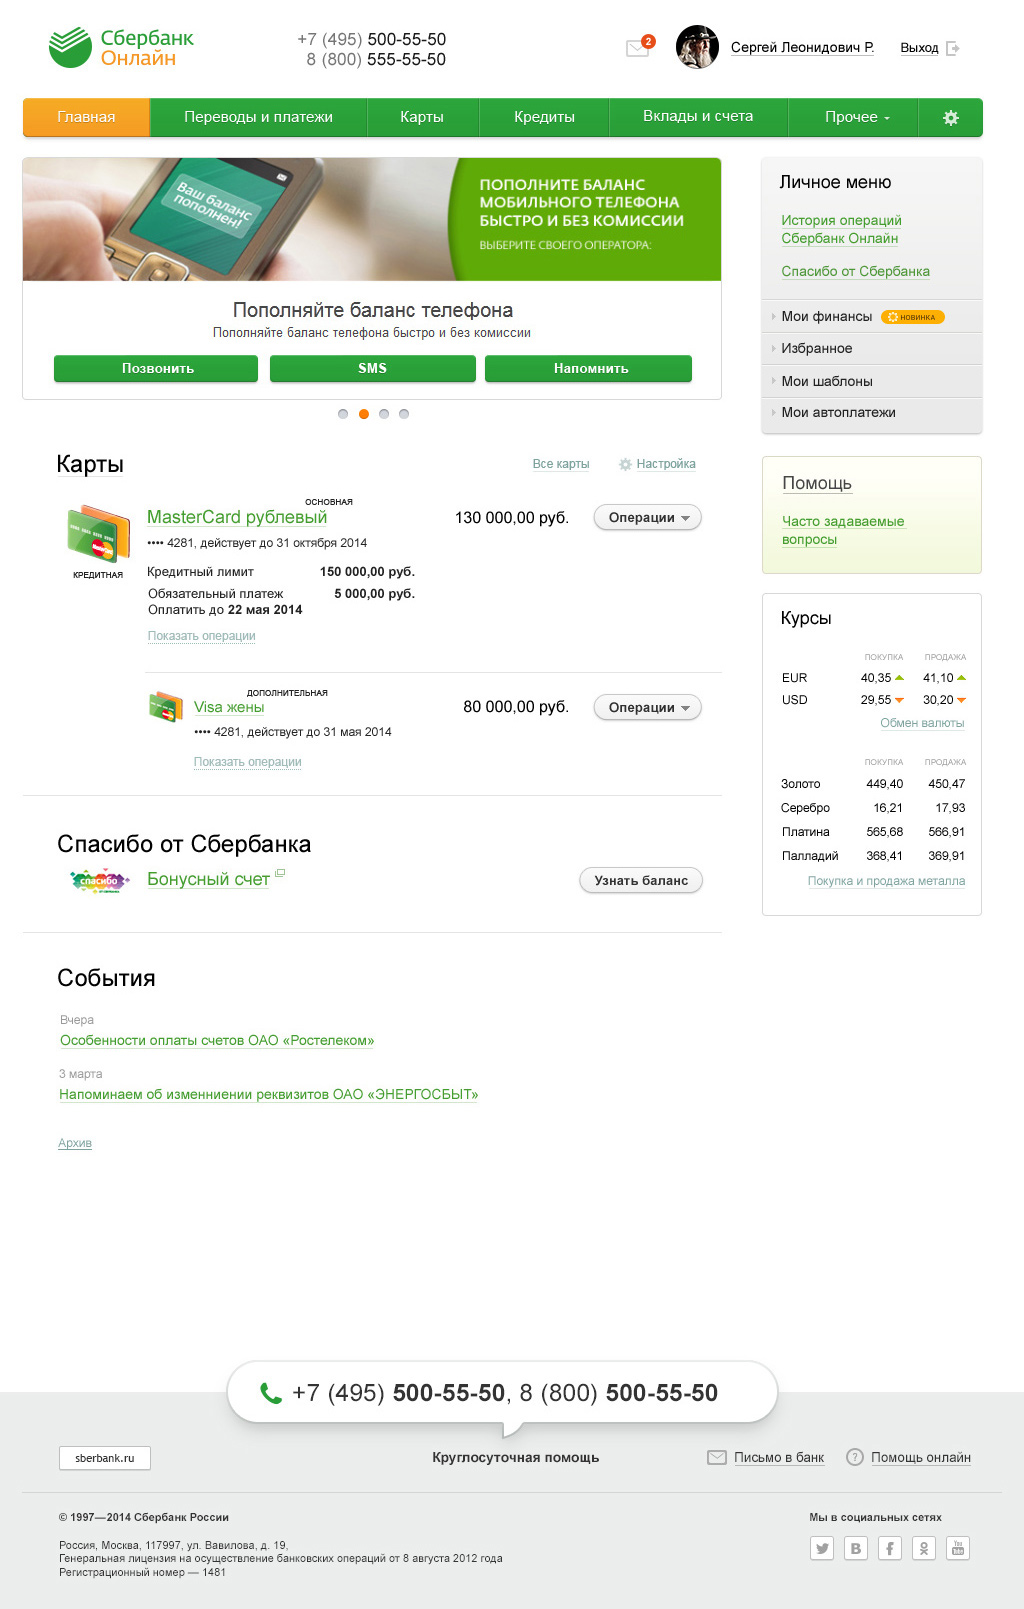 Сбербанк
Онлайн
+7 (495) 500-55-50
8 (800) 555-55-50
2
Сергей Леонидович Р.
Выход
Главная
Переводы и платежи
Карты
Кредиты
Вклады и счета
Прочее
Ваш баланс
пополнен!
ПОПОЛНИТЕ БАЛАНС
МОБИЛЬНОГО ТЕЛЕФОНА
БЫСТРО И БЕЗ КОМИССИИ
ВЫБЕРИТЕ СВОЕГО ОПЕРАТОРА:
Пополняйте баланс телефона
Пополняйте баланс телефона быстро и без комиссии
Позвонить
SMS
Напомнить
Личное меню
История операций
Сбербанк Онлайн
Спасибо от Сбербанка
Мои финансы
НОВИНКА
Избранное
Мои шаблоны
Мои автоплатежи
Карты
Все карты
Настройка
ОСНОВНАЯ
MasterCard рублевый
130 000,00 руб.
Операции
•••• 4281, действует до 31 октября 2014
КРЕДИТНАЯ
Кредитный лимит
150 000,00 руб.
Обязательный платеж
5 000,00 руб.
Оплатить до 22 мая 2014
Показать операции
ДОПОЛНИТЕЛЬНАЯ
Visa жены
80 000,00 руб.
Операции
•••• 4281, действует до 31 мая 2014
Показать операции
Помощь
Часто задаваемые
вопросы
Курсы
ПОКУПКА ПРОДАЖА
EUR 40,35 41,10
USD 29,55 30,20
Обмен валюты
ПОКУПКА ПРОДАЖА
Золото 449,40 450,47
Серебро 16,21 17,93
Платина 565,68 566,91
Палладий 368,41 369,91
Покупка и продажа металла
Спасибо от Сбербанка
спасибо
Бонусный счет
Узнать баланс
События
Вчера
Особенности оплаты счетов ОАО «Ростелеком»
3 марта
Напоминаем об изменниении реквизитов ОАО «ЭНЕРГОСБЫТ»
Архив
+7 (495) 500-55-50, 8 (800) 500-55-50
sberbank.ru
Круглосуточная помощь
Письмо в банк
? Помощь онлайн
© 1997—2014 Сбербанк России
Мы в социальных сетях
Россия, Москва, 117997, ул. Вавилова, д. 19,
Генеральная лицензия на осуществление банковских операций от 8 августа 2012 года
Регистрационный номер — 1481
You
Tube